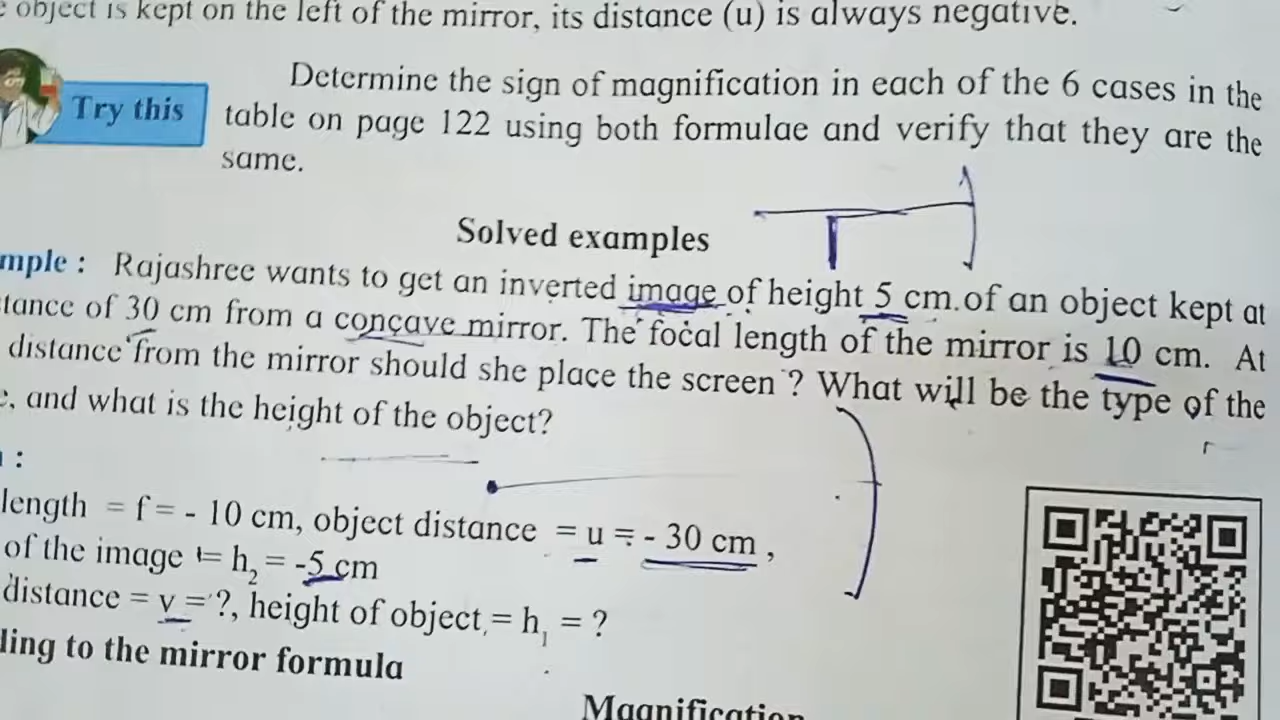 object is kept on the left of the mirror, its distance (u) is always negative.
Try this
Determine the sign of magnification in each of the 6 cases in the
table on page 122 using both formulae and verify that they are the
same.
Solved examples
mple : Rajashree wants to get an inverted image of height 5 cm of an object kept at
tance of 30 cm from a concave mirror. The focal length of the mirror is 10 cm. At
distance from the mirror should she place the screen ? What will be the type of the
e, and what is the height of the object?
:
length = f = - 10 cm, object distance = u = - 30 cm ,
of the image = h₂ = -5 cm
distance = v = ?, height of object = h₁ = ?
ding to the mirror formula
Magnification